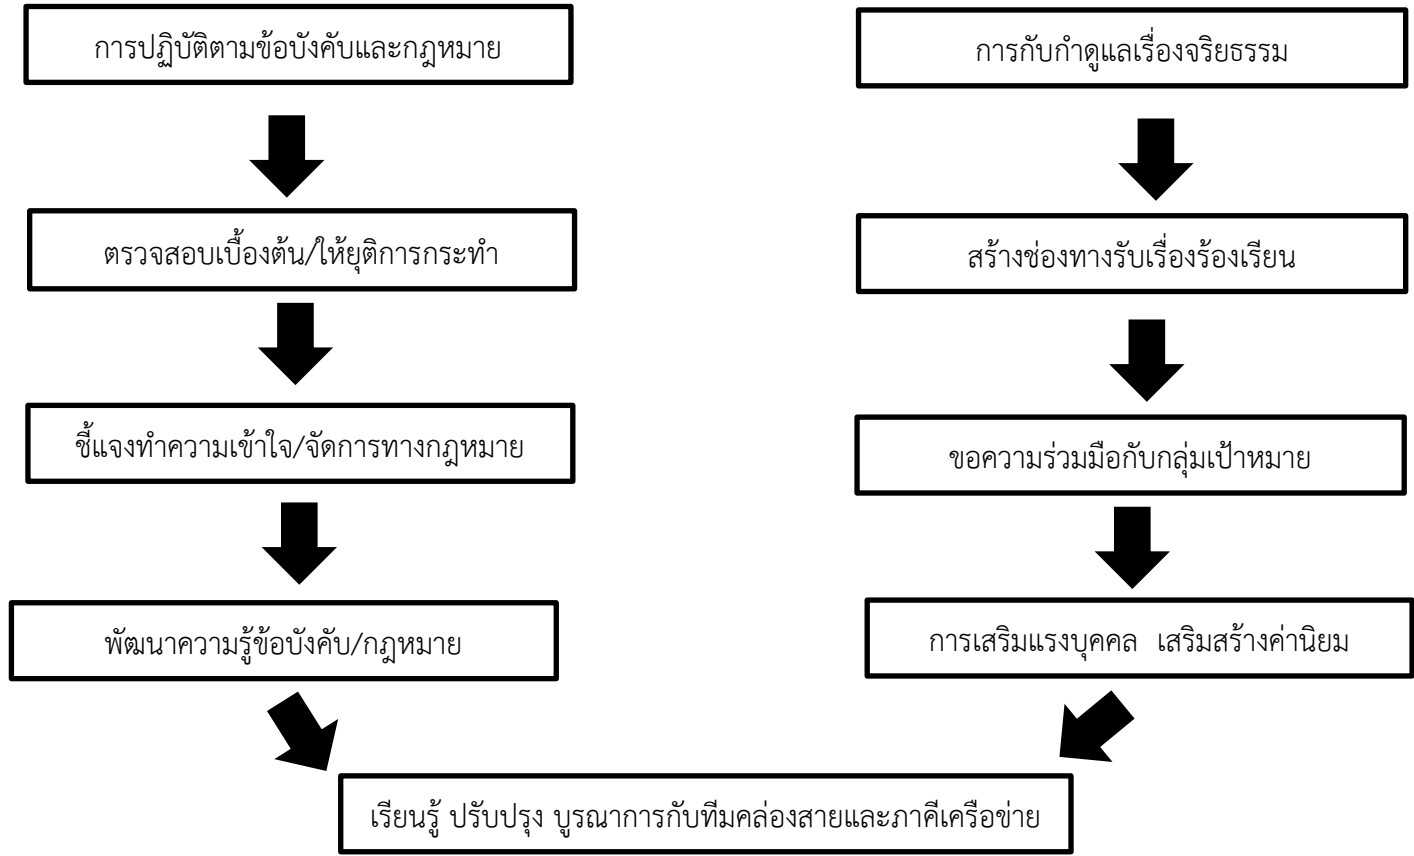 การปฏิบัติตามข้อบังคับและกฎหมาย
ตรวจสอบเบื้องต้น/ให้ยุติการกระทำ
ชี้แจงทำความเข้าใจ/จัดการทางกฎหมาย
พัฒนาความรู้ข้อบังคับ/กฎหมาย
การกับกำดูแลเรื่องจริยธรรม
สร้างช่องทางรับเรื่องร้องเรียน
ขอความร่วมมือกับกลุ่มเป้าหมาย
การเสริมแรงบุคคล เสริมสร้างค่านิยม
เรียนรู้ ปรับปรุง บูรณาการกับทีมคล่องสายและภาคีเครือข่าย